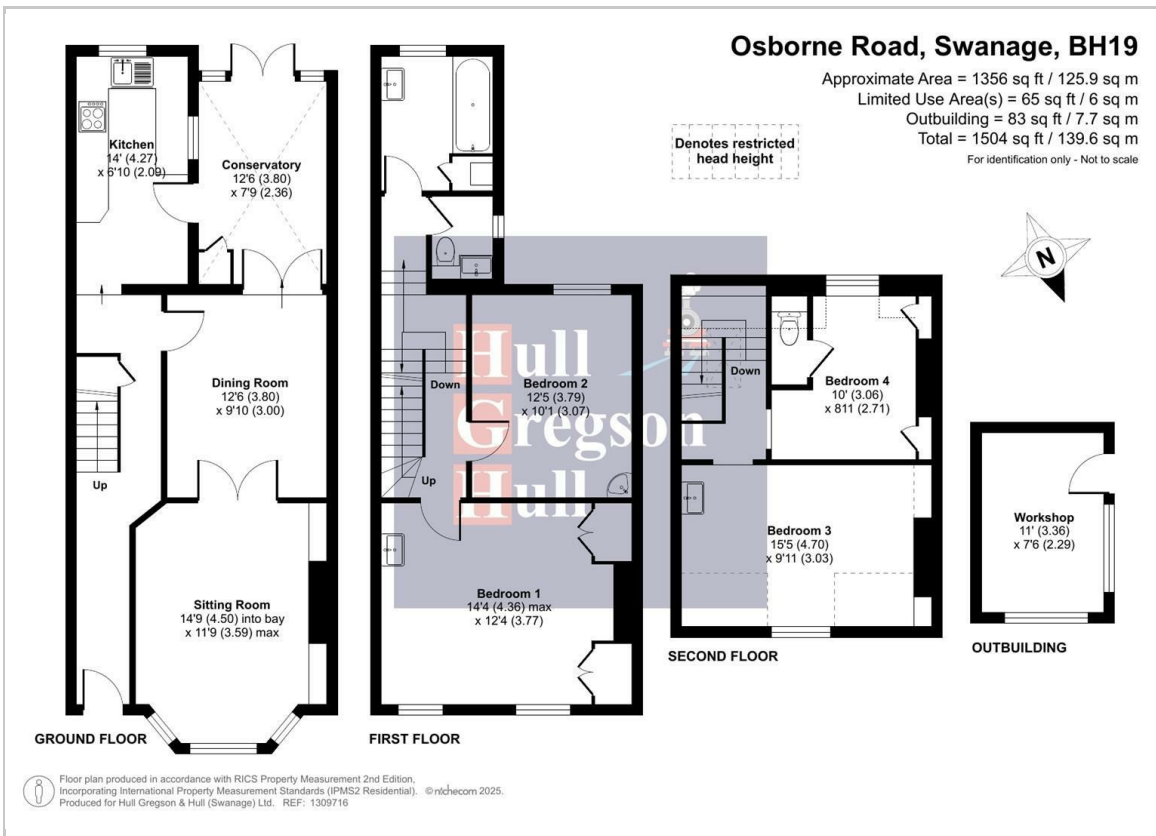 Osborne Road, Swanage, BH19
Approximate Area = 1356 sq ft / 125.9 sq m
Limited Use Area(s) = 65 sq ft / 6 sq m
Outbuilding = 83 sq ft / 7.7 sq m
Total = 1504 sq ft / 139.6 sq m
For identification only - Not to scale
Denotes restricted
head height
N
Kitchen
14' (4.27)
x 6'10 (2.09)
Conservatory
12'6 (3.80)
x 7'9 (2.36)
Dining Room
12'6 (3.80)
x 9'10 (3.00)
Up
Sitting Room
14'9 (4.50) into bay
x 11'9 (3.59) max
GROUND FLOOR
Hull
Gregson
Hull
Down
Bedroom 2
12'5 (3.79)
x 10'1 (3.07)
Up
Bedroom 1
14'4 (4.36) max
x 12'4 (3.77)
FIRST FLOOR
Down
Bedroom 4
10' (3.06)
x 811 (2.71)
Bedroom 3
15'5 (4.70)
x 9'11 (3.03)
SECOND FLOOR
Workshop
11' (3.36)
x 7'6 (2.29)
OUTBUILDING
Floor plan produced in accordance with RICS Property Measurement 2nd Edition,
Incorporating International Property Measurement Standards (IPMS2 Residential). ©nichecom 2025.
Produced for Hull Gregson & Hull (Swanage) Ltd. REF: 1309716